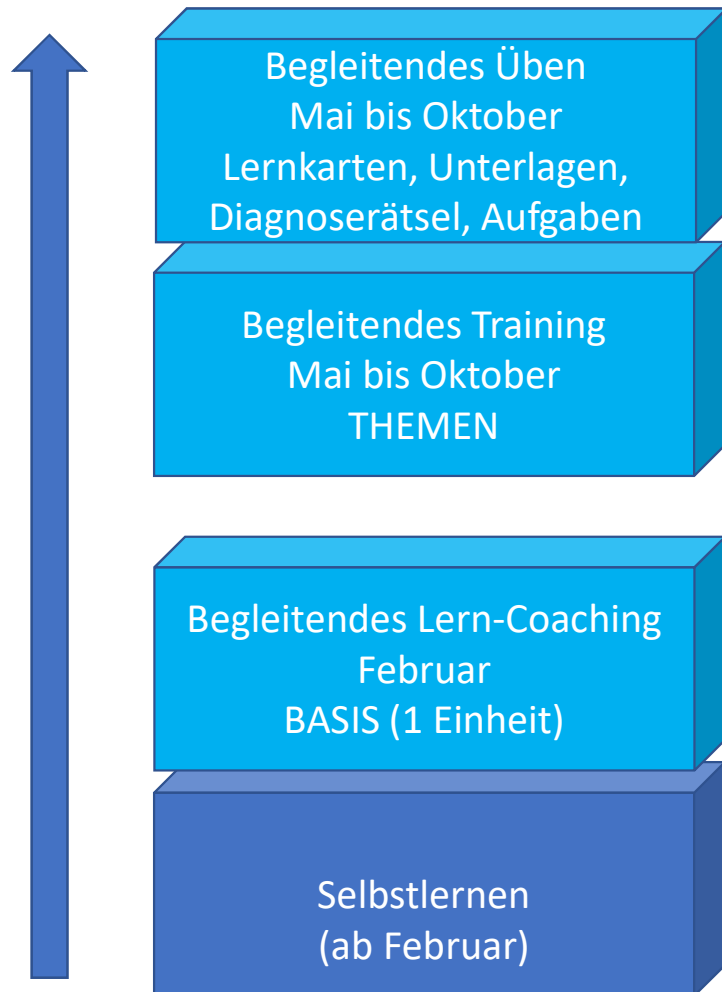 Begleitendes Üben
Mai bis Oktober
Lernkarten, Unterlagen,
Diagnoserätsel, Aufgaben
Begleitendes Training
Mai bis Oktober
THEMEN
Begleitendes Lern-Coaching
Februar
BASIS (1 Einheit)
Selbstlernen
(ab Februar)